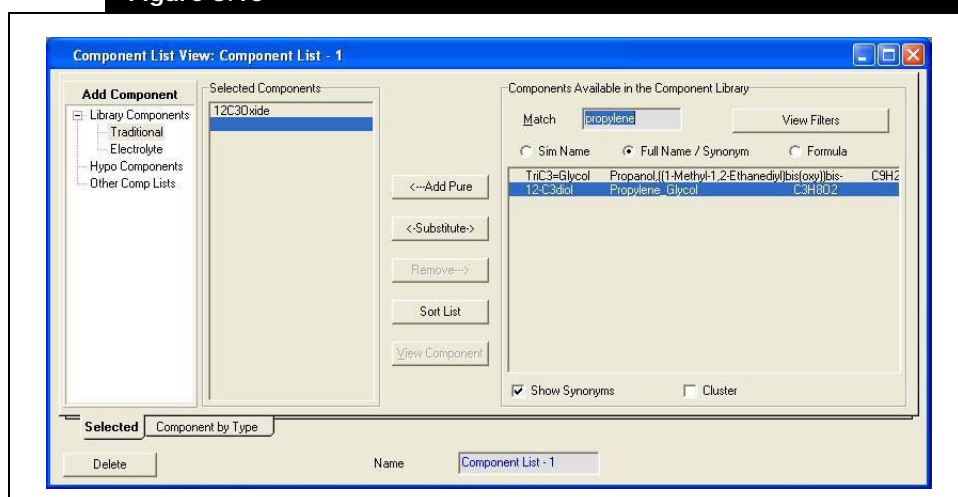 Component List View: Component List - 1
Add Component
Library Components
Traditional
Electrolyte
Hypo Components
Other Comp Lists
Selected Components
12C3Oxide
<---Add Pure
<-Substitute->
Remove--->
Sort List
View Component
Components Available in the Component Library
Match propylene View Filters
Sim Name Full Name / Synonym Formula
TriC3=Glycol Propanol,((1-Methyl-1,2-Ethanediyl)bis(oxy))bis- C9H2
12-C3diol Propylene_Glycol C3H8O2
Show Synonyms Cluster
Selected Component by Type
Delete Name Component List - 1